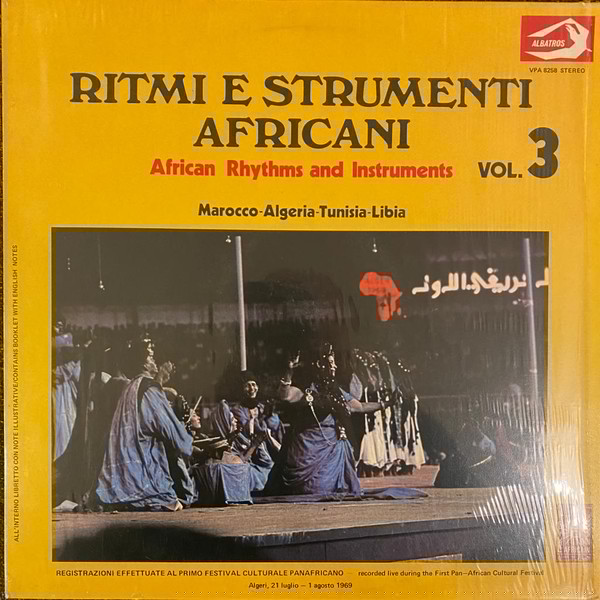 ALBATROS
VPA 8258 STEREO
RITMI E STRUMENTI
AFRICANI
African Rhythms and Instruments
VOL. 3
Marocco-Algeria-Tunisia-Libia
ALL'INTERNO LIBRETTO CON NOTE ILLUSTRATIVE/CONTAINS BOOKLET WITH ENGLISH NOTES
REGISTRAZIONI EFFETTUATE AL PRIMO FESTIVAL CULTURALE PANAFRICANO recorded live during the First Pan-African Cultural Festival
Algeri, 21 luglio — 1 agosto 1969